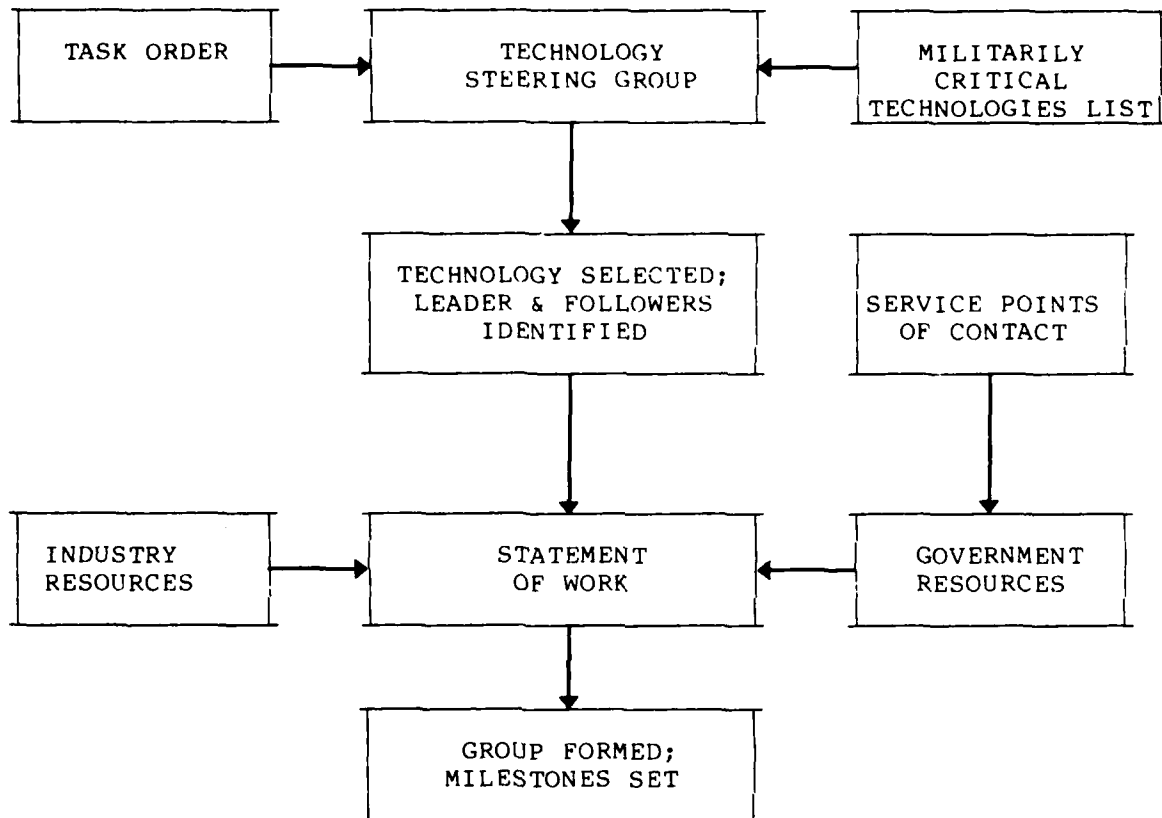 TASK ORDER
TECHNOLOGY
STEERING GROUP
MILITARILY
CRITICAL
TECHNOLOGIES LIST
TECHNOLOGY SELECTED;
LEADER & FOLLOWERS
IDENTIFIED
SERVICE POINTS
OF CONTACT
INDUSTRY
RESOURCES
STATEMENT
OF WORK
GOVERNMENT
RESOURCES
GROUP FORMED;
MILESTONES SET